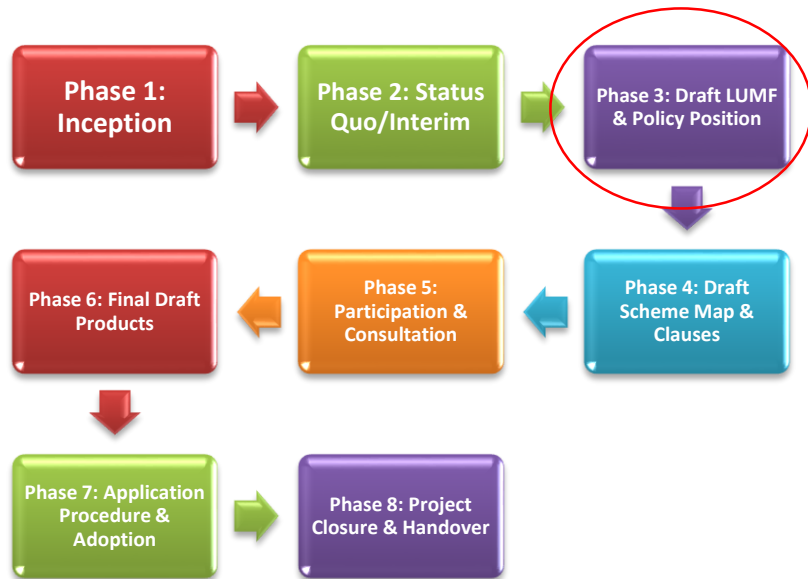 Phase 1:
Inception
Phase 2: Status
Quo/Interim
Phase 3: Draft LUMF
& Policy Position
Phase 4: Draft
Scheme Map &
Clauses
Phase 5:
Participation &
Consultation
Phase 6: Final Draft
Products
Phase 7: Application
Procedure &
Adoption
Phase 8: Project
Closure & Handover